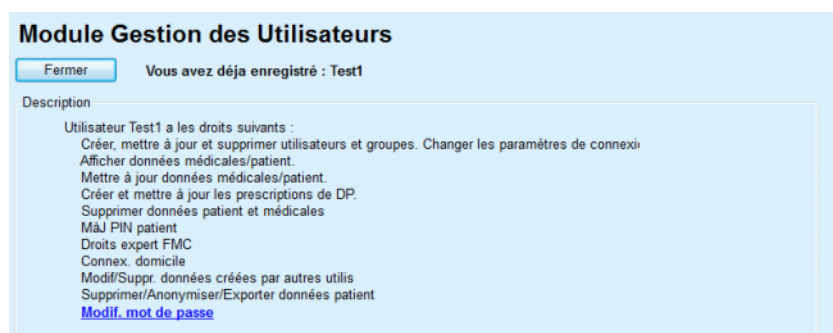 Module Gestion des Utilisateurs
Fermer
Vous avez déja enregistré : Test1
Description
Utilisateur Test1 a les droits suivants :
Créer, mettre à jour et supprimer utilisateurs et groupes. Changer les paramètres de connexi
Afficher données médicales/patient.
Mettre à jour données médicales/patient.
Créer et mettre à jour les prescriptions de DP.
Supprimer données patient et médicales
MàJ PIN patient
Droits expert FMC
Connex. domicile
Modif/Suppr. données créées par autres utilis
Supprimer/Anonymiser/Exporter données patient
Modif. mot de passe